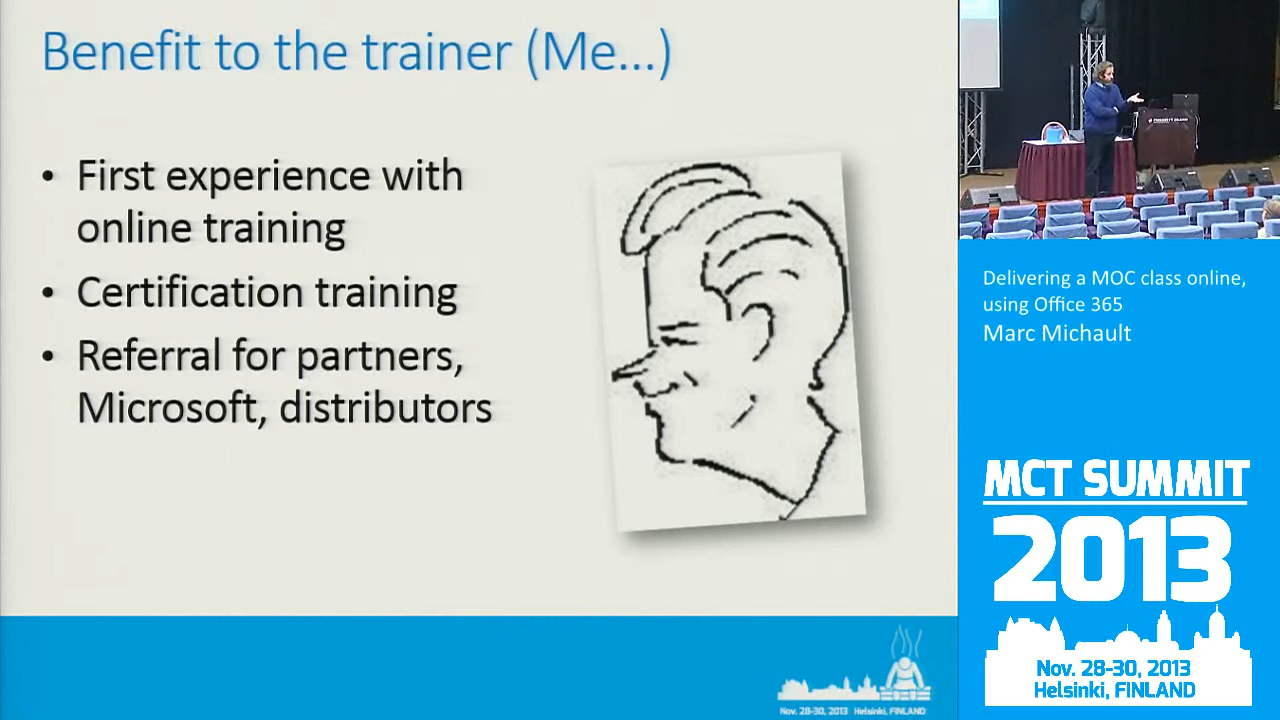 Benefit to the trainer (Me...)
• First experience with
online training
• Certification training
• Referral for partners,
Microsoft, distributors
Nov. 28-30, 2013 Helsinki, FINLAND
Delivering a MOC class online,
using Office 365
Marc Michault
MCT SUMMIT
2013
Nov. 28-30, 2013
Helsinki, FINLAND